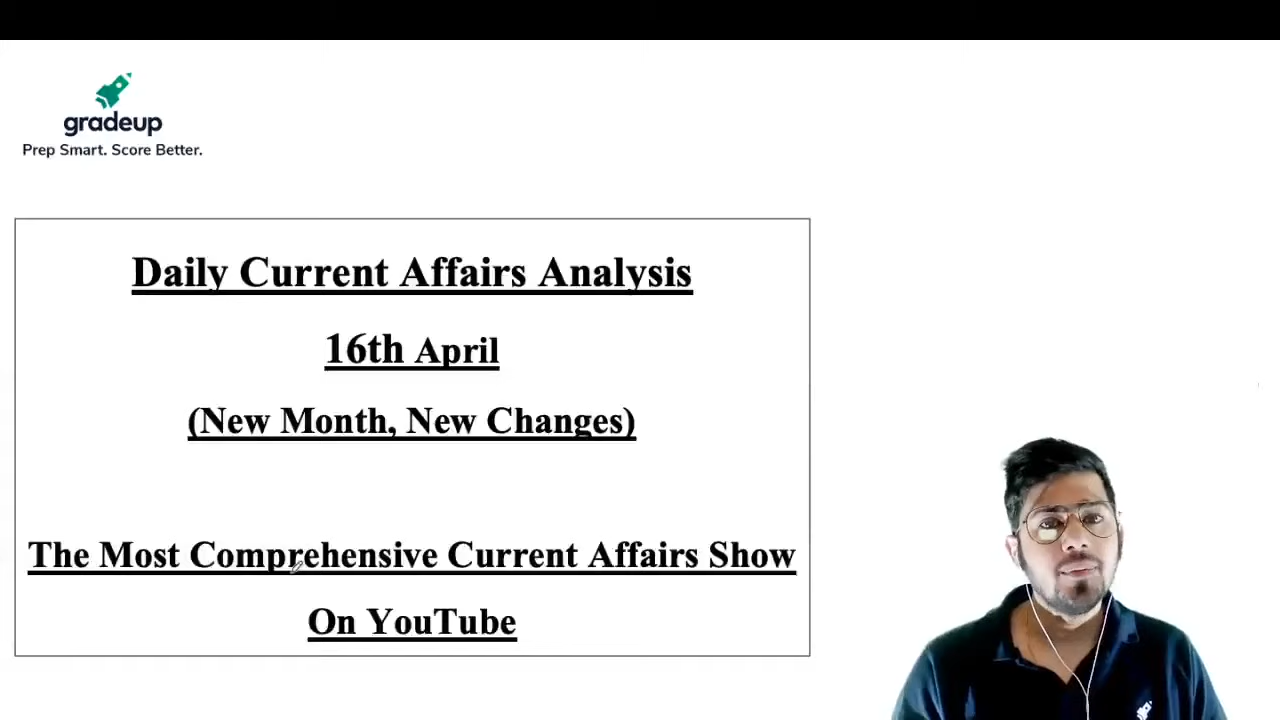 gradeup
Prep Smart. Score Better.
Daily Current Affairs Analysis
16th April
(New Month, New Changes)
The Most Comprehensive Current Affairs Show
On YouTube